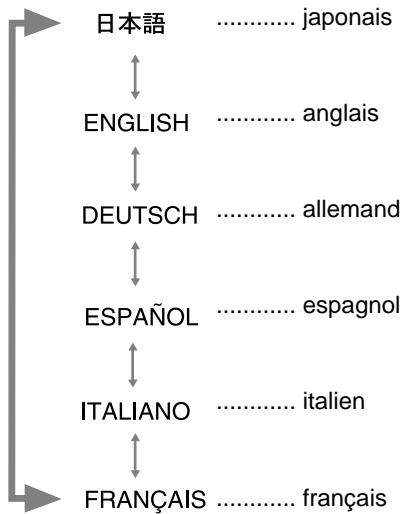 日本語 ............ japonais
ENGLISH ............ anglais
DEUTSCH ............ allemand
ESPAÑOL ............ espagnol
ITALIANO ............ italien
FRANÇAIS ............ français